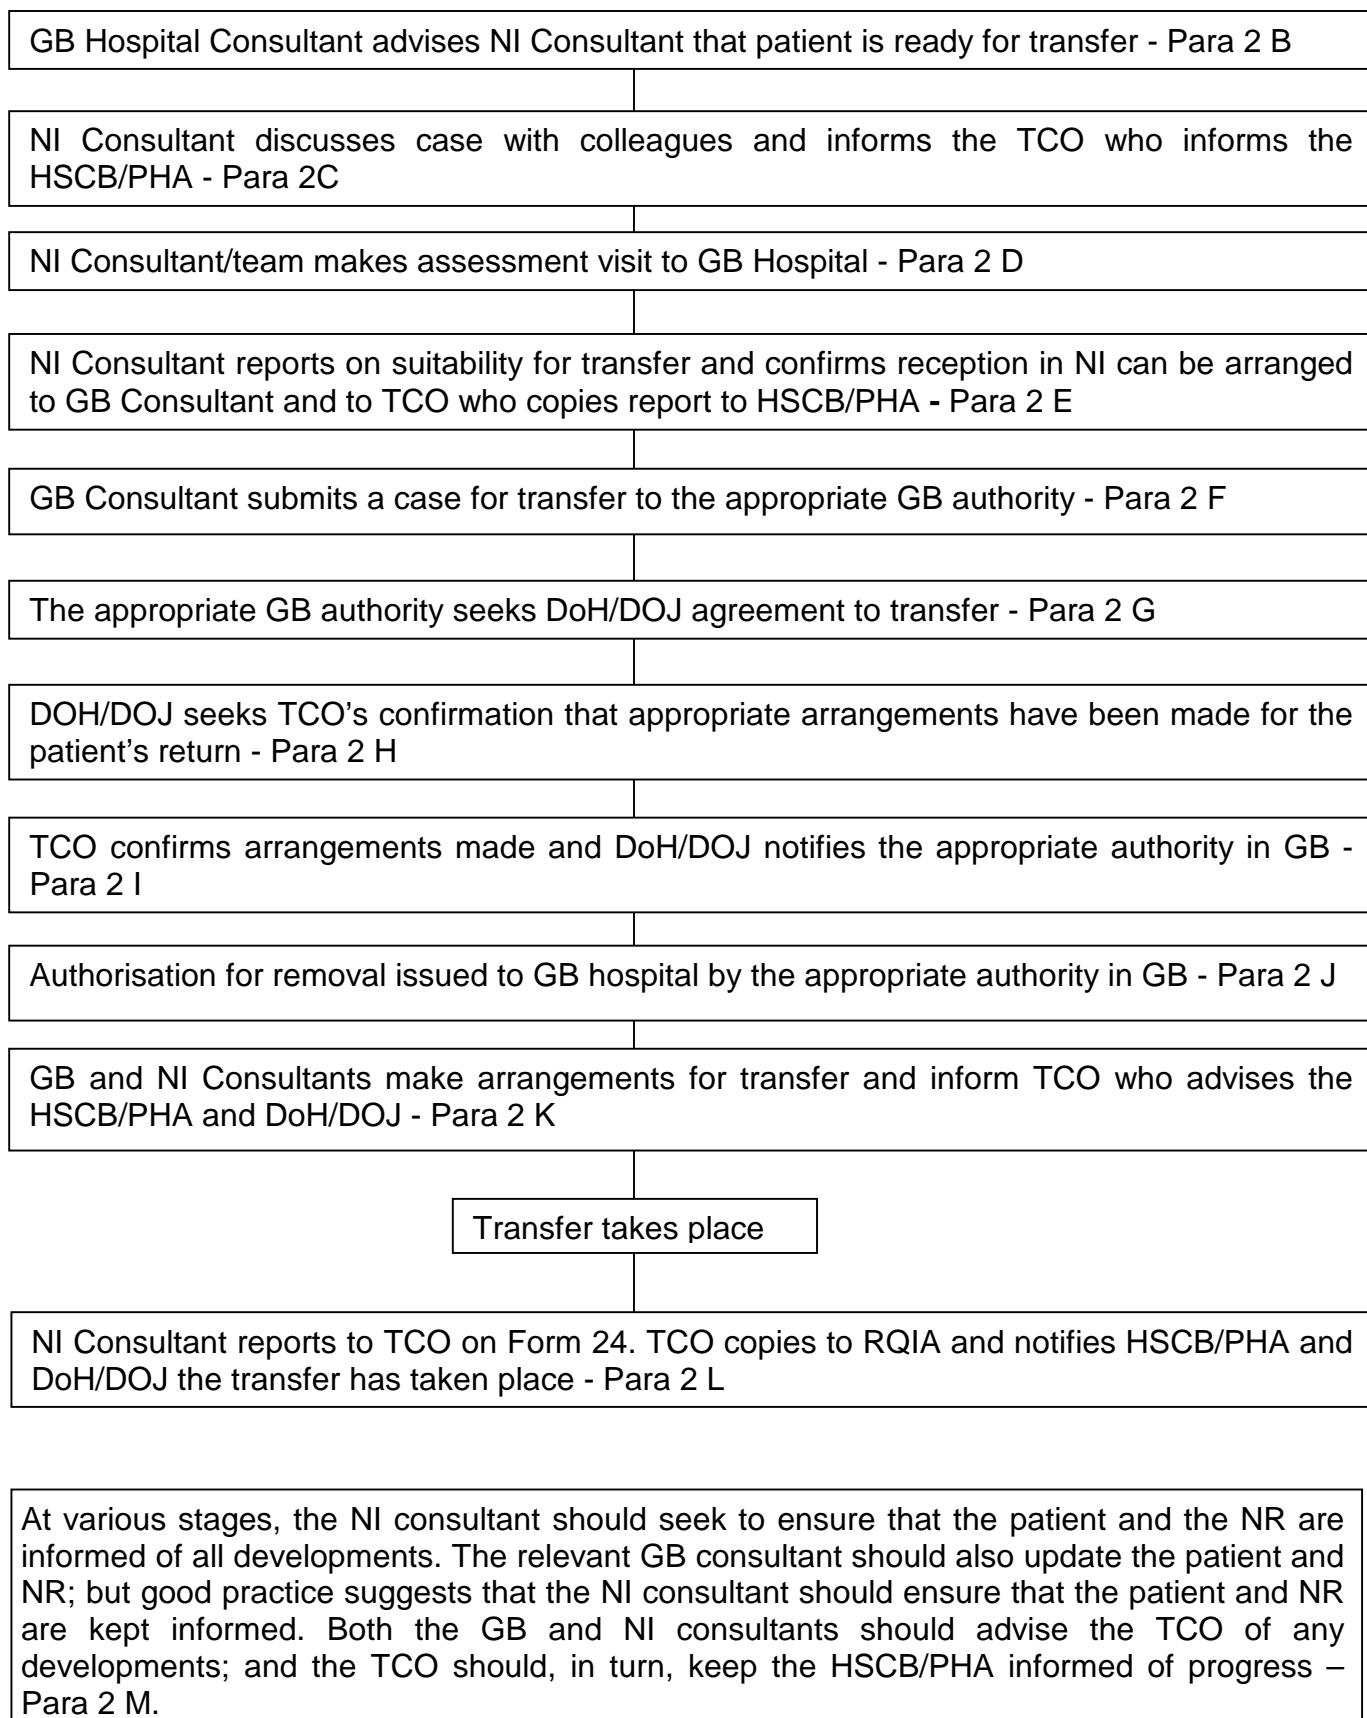 GB Hospital Consultant advises NI Consultant that patient is ready for transfer - Para 2 B
NI Consultant discusses case with colleagues and informs the TCO who informs the
HSCB/PHA - Para 2C
NI Consultant/team makes assessment visit to GB Hospital - Para 2 D
NI Consultant reports on suitability for transfer and confirms reception in NI can be arranged
to GB Consultant and to TCO who copies report to HSCB/PHA - Para 2 E
GB Consultant submits a case for transfer to the appropriate GB authority - Para 2 F
The appropriate GB authority seeks DoH/DOJ agreement to transfer - Para 2 G
DOH/DOJ seeks TCO’s confirmation that appropriate arrangements have been made for the
patient’s return - Para 2 H
TCO confirms arrangements made and DoH/DOJ notifies the appropriate authority in GB -
Para 2 I
Authorisation for removal issued to GB hospital by the appropriate authority in GB - Para 2 J
GB and NI Consultants make arrangements for transfer and inform TCO who advises the
HSCB/PHA and DoH/DOJ - Para 2 K
Transfer takes place
NI Consultant reports to TCO on Form 24. TCO copies to RQIA and notifies HSCB/PHA and
DoH/DOJ the transfer has taken place - Para 2 L
At various stages, the NI consultant should seek to ensure that the patient and the NR are
informed of all developments. The relevant GB consultant should also update the patient and
NR; but good practice suggests that the NI consultant should ensure that the patient and NR
are kept informed. Both the GB and NI consultants should advise the TCO of any
developments; and the TCO should, in turn, keep the HSCB/PHA informed of progress –
Para 2 M.